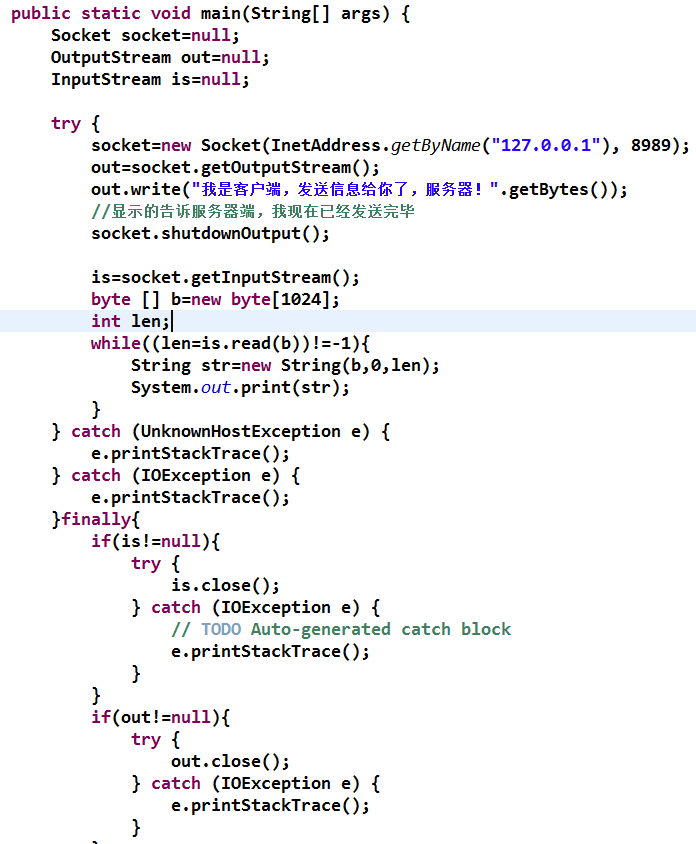 public static void main(String[] args) {
    Socket socket=null;
    OutputStream out=null;
    InputStream is=null;

    try {
        socket=new Socket(InetAddress.getByName("127.0.0.1"), 8989);
        out=socket.getOutputStream();
        out.write("我是客户端，发送信息给你了，服务器！".getBytes());
        //显示的告诉服务器端，我现在已经发送完毕
        socket.shutdownOutput();

        is=socket.getInputStream();
        byte [] b=new byte[1024];
        int len;
        while((len=is.read(b))!=-1){
            String str=new String(b,0,len);
            System.out.print(str);
        }
    } catch (UnknownHostException e) {
        e.printStackTrace();
    } catch (IOException e) {
        e.printStackTrace();
    }finally{
        if(is!=null){
            try {
                is.close();
            } catch (IOException e) {
                // TODO Auto-generated catch block
                e.printStackTrace();
            }
        }
        if(out!=null){
            try {
                out.close();
            } catch (IOException e) {
                e.printStackTrace();
            }